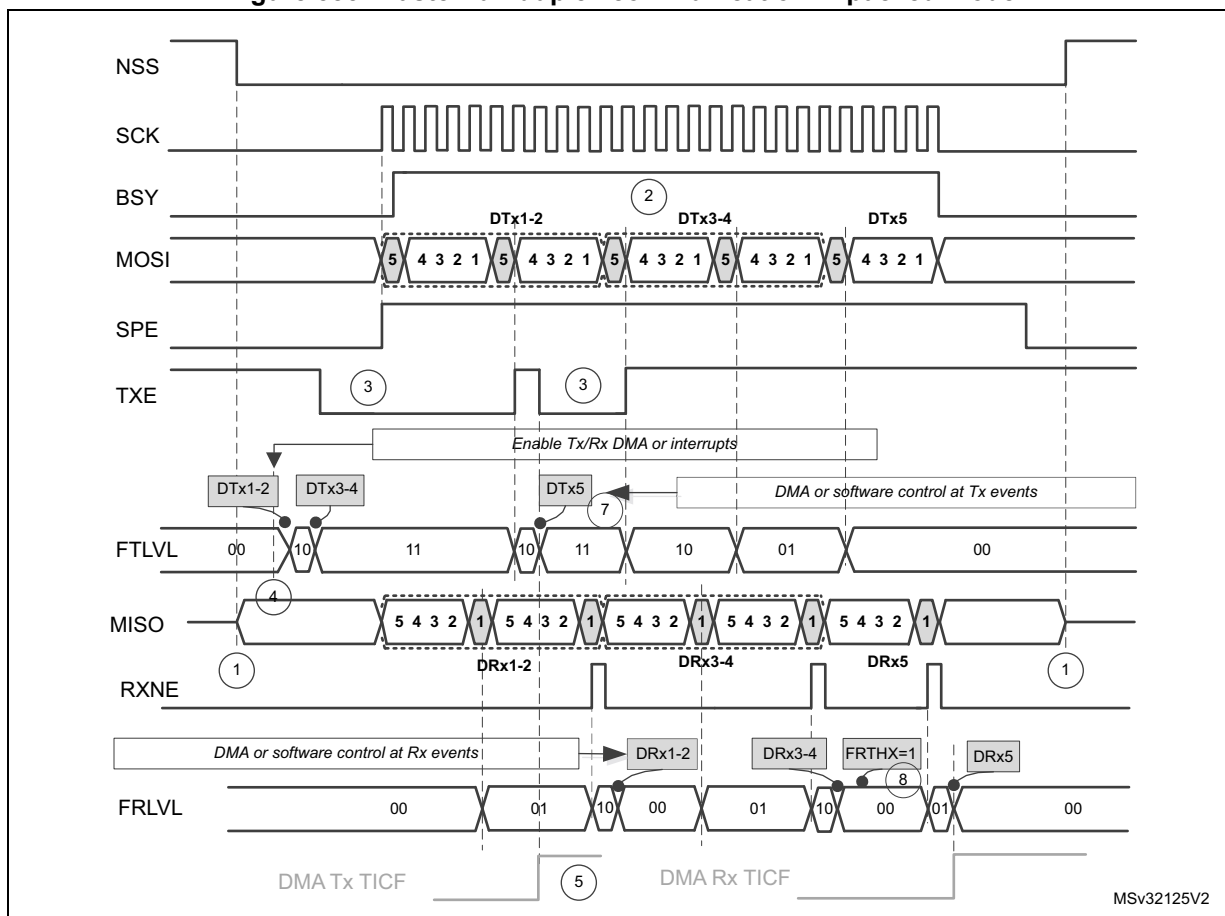 NSS
SCK
BSY
2
DTx1-2 DTx3-4 DTx5
MOSI 5 4 3 2 1 5 4 3 2 1 5 4 3 2 1 5 4 3 2 1 5 4 3 2 1
SPE
TXE 3 3
Enable Tx/Rx DMA or interrupts
DTx1-2 DTx3-4 DTx5 DMA or software control at Tx events
7
FTLVL 00 10 11 10 11 10 01 00
4
MISO 5 4 3 2 1 5 4 3 2 1 5 4 3 2 1 5 4 3 2 1 5 4 3 2 1
1 DRx1-2 DRx3-4 DRx5 1
RXNE
DMA or software control at Rx events DRx1-2 DRx3-4 FRTHX=1 DRx5
8
FRLVL 00 01 10 00 01 10 00 01 00
DMA Tx TICF 5 DMA Rx TICF
MSv32125V2